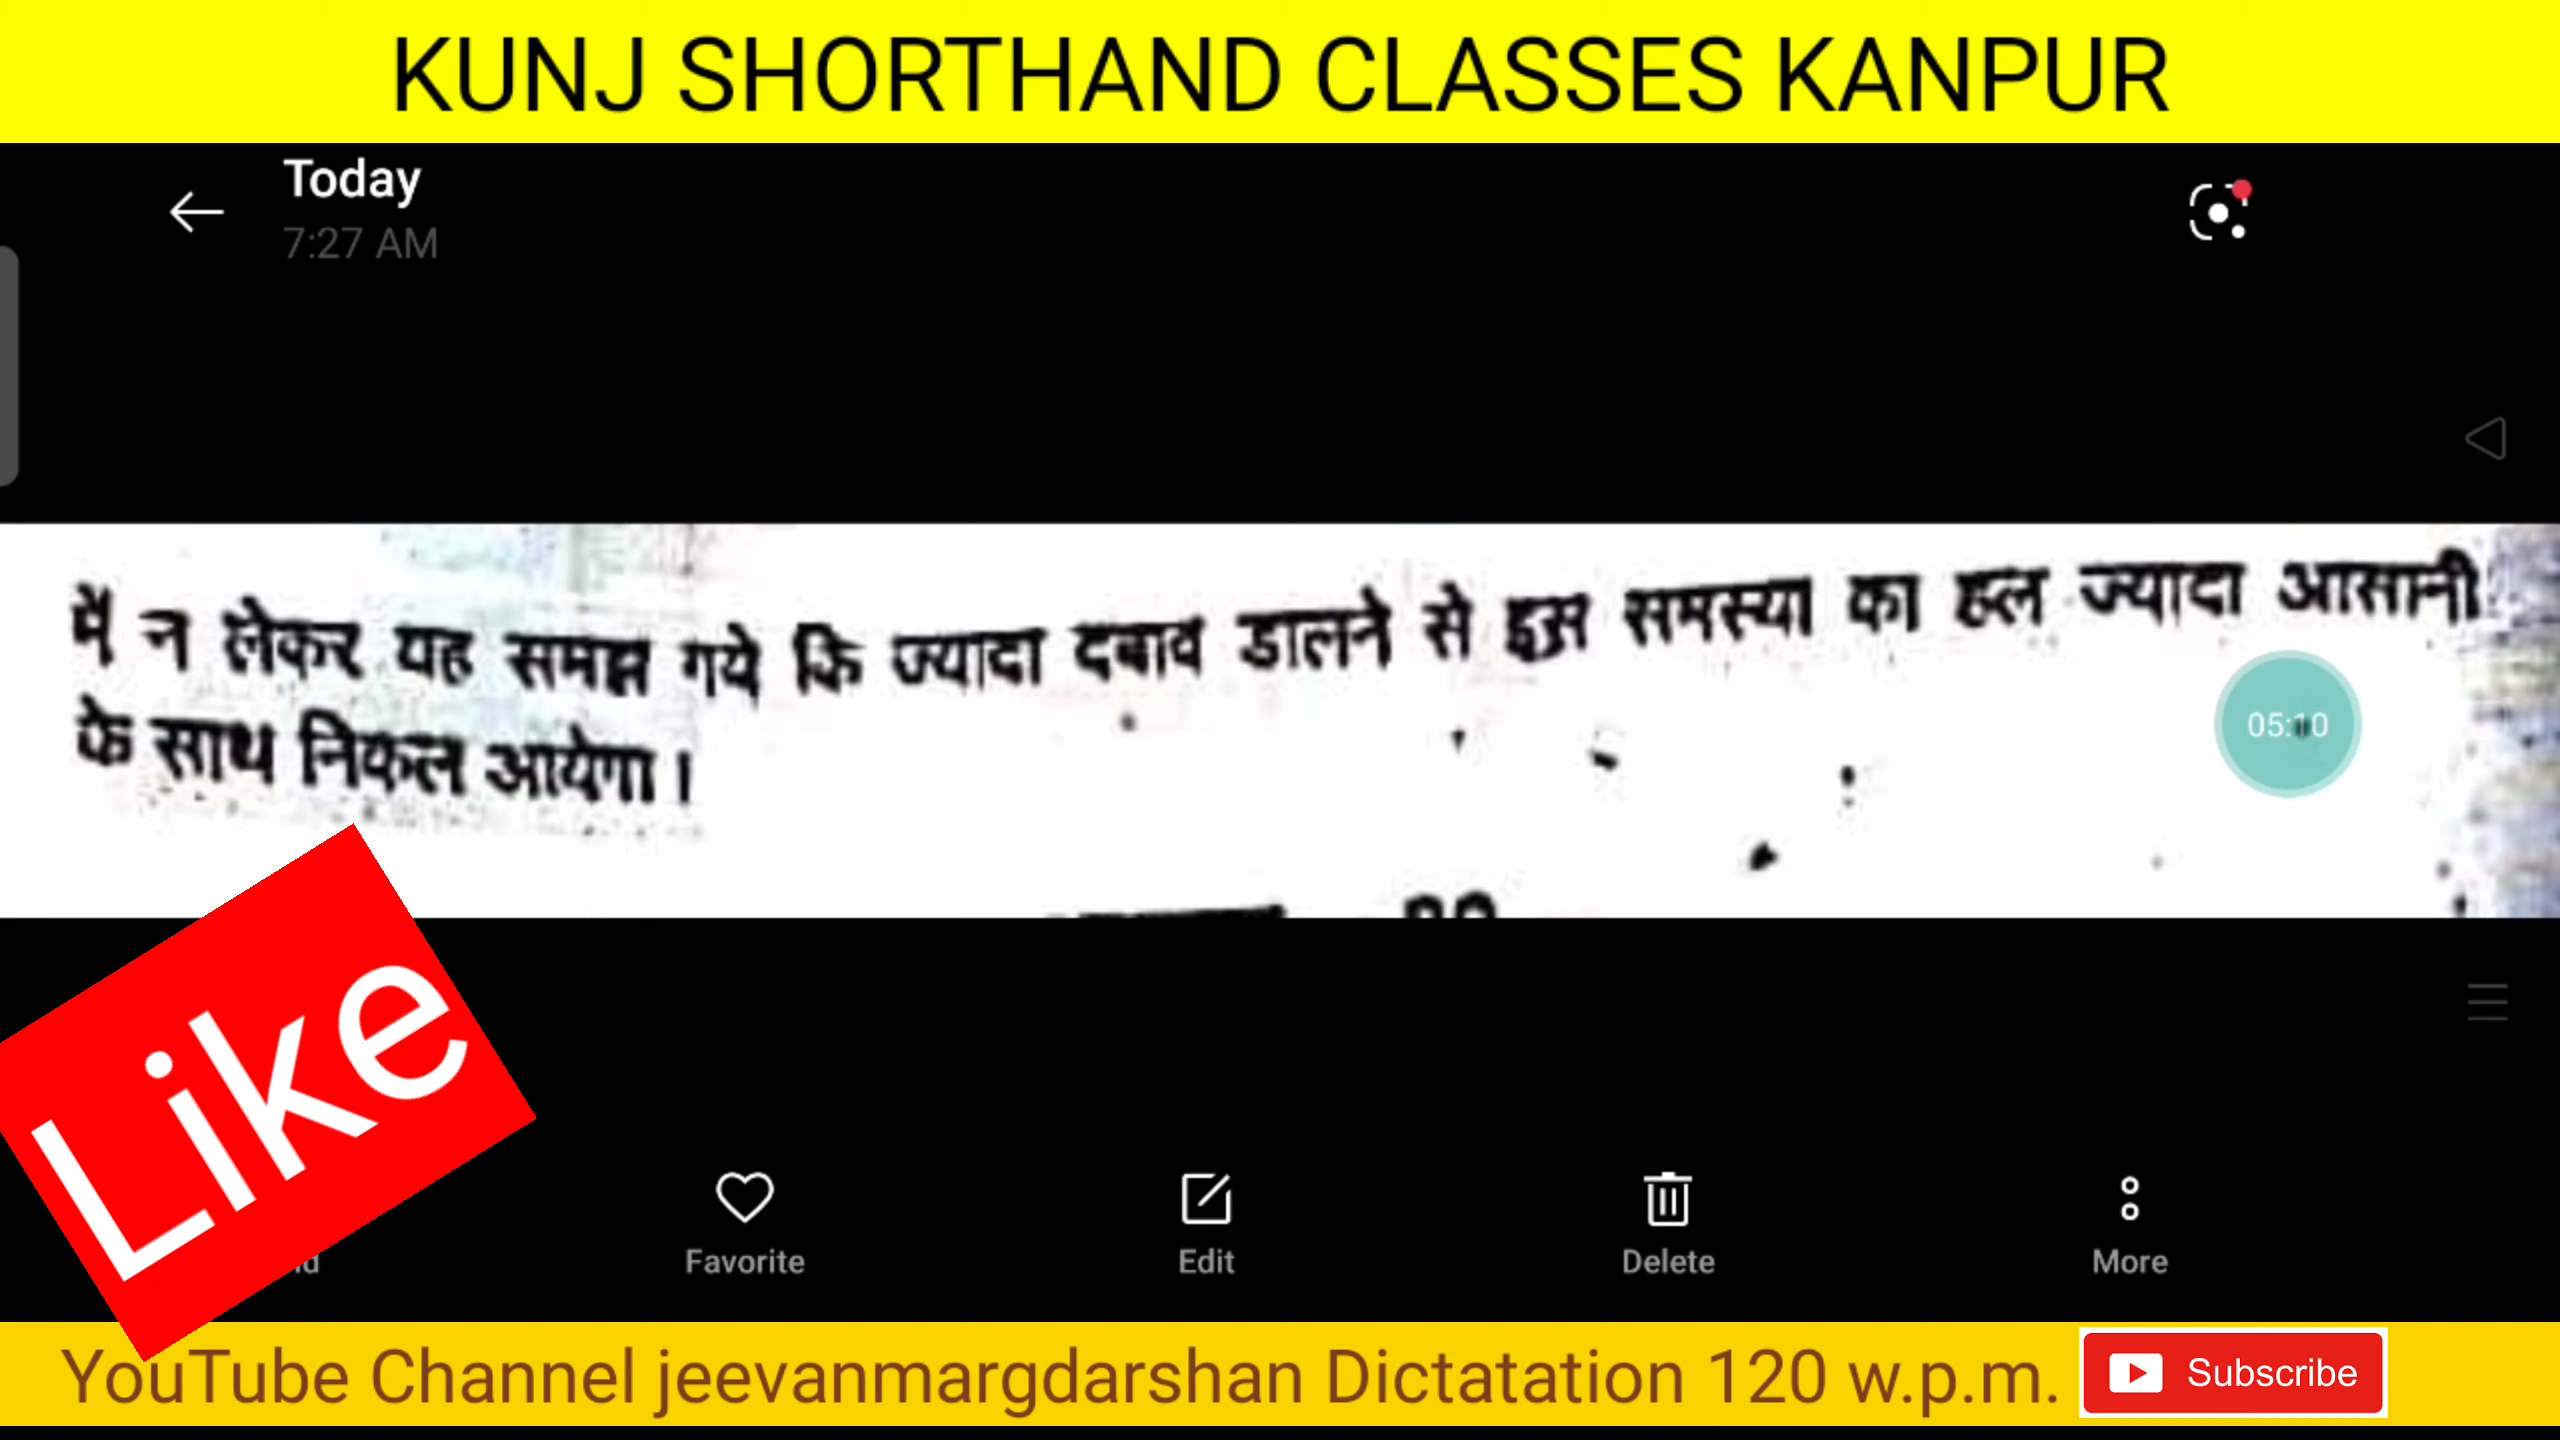 KUNJ SHORTHAND CLASSES KANPUR
Today
7:27 AM
में न लेकर यह समझ गये कि ज्यादा दबाव डालने से इस समस्या का हल ज्यादा आसानी
के साथ निकल आयेगा।
05:10
Like
Favorite
Edit
Delete
More
YouTube Channel jeevanmargdarshan Dictatation 120 w.p.m.
Subscribe